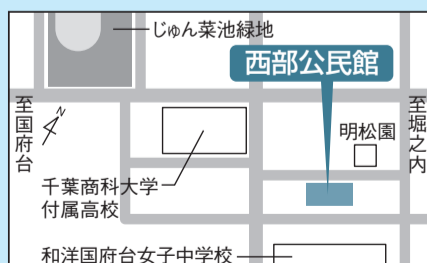 じゅん菜池緑地
西部公民館
至国府台
N
明松園
至堀之内
千葉商科大学
付属高校
和洋国府台女子中学校